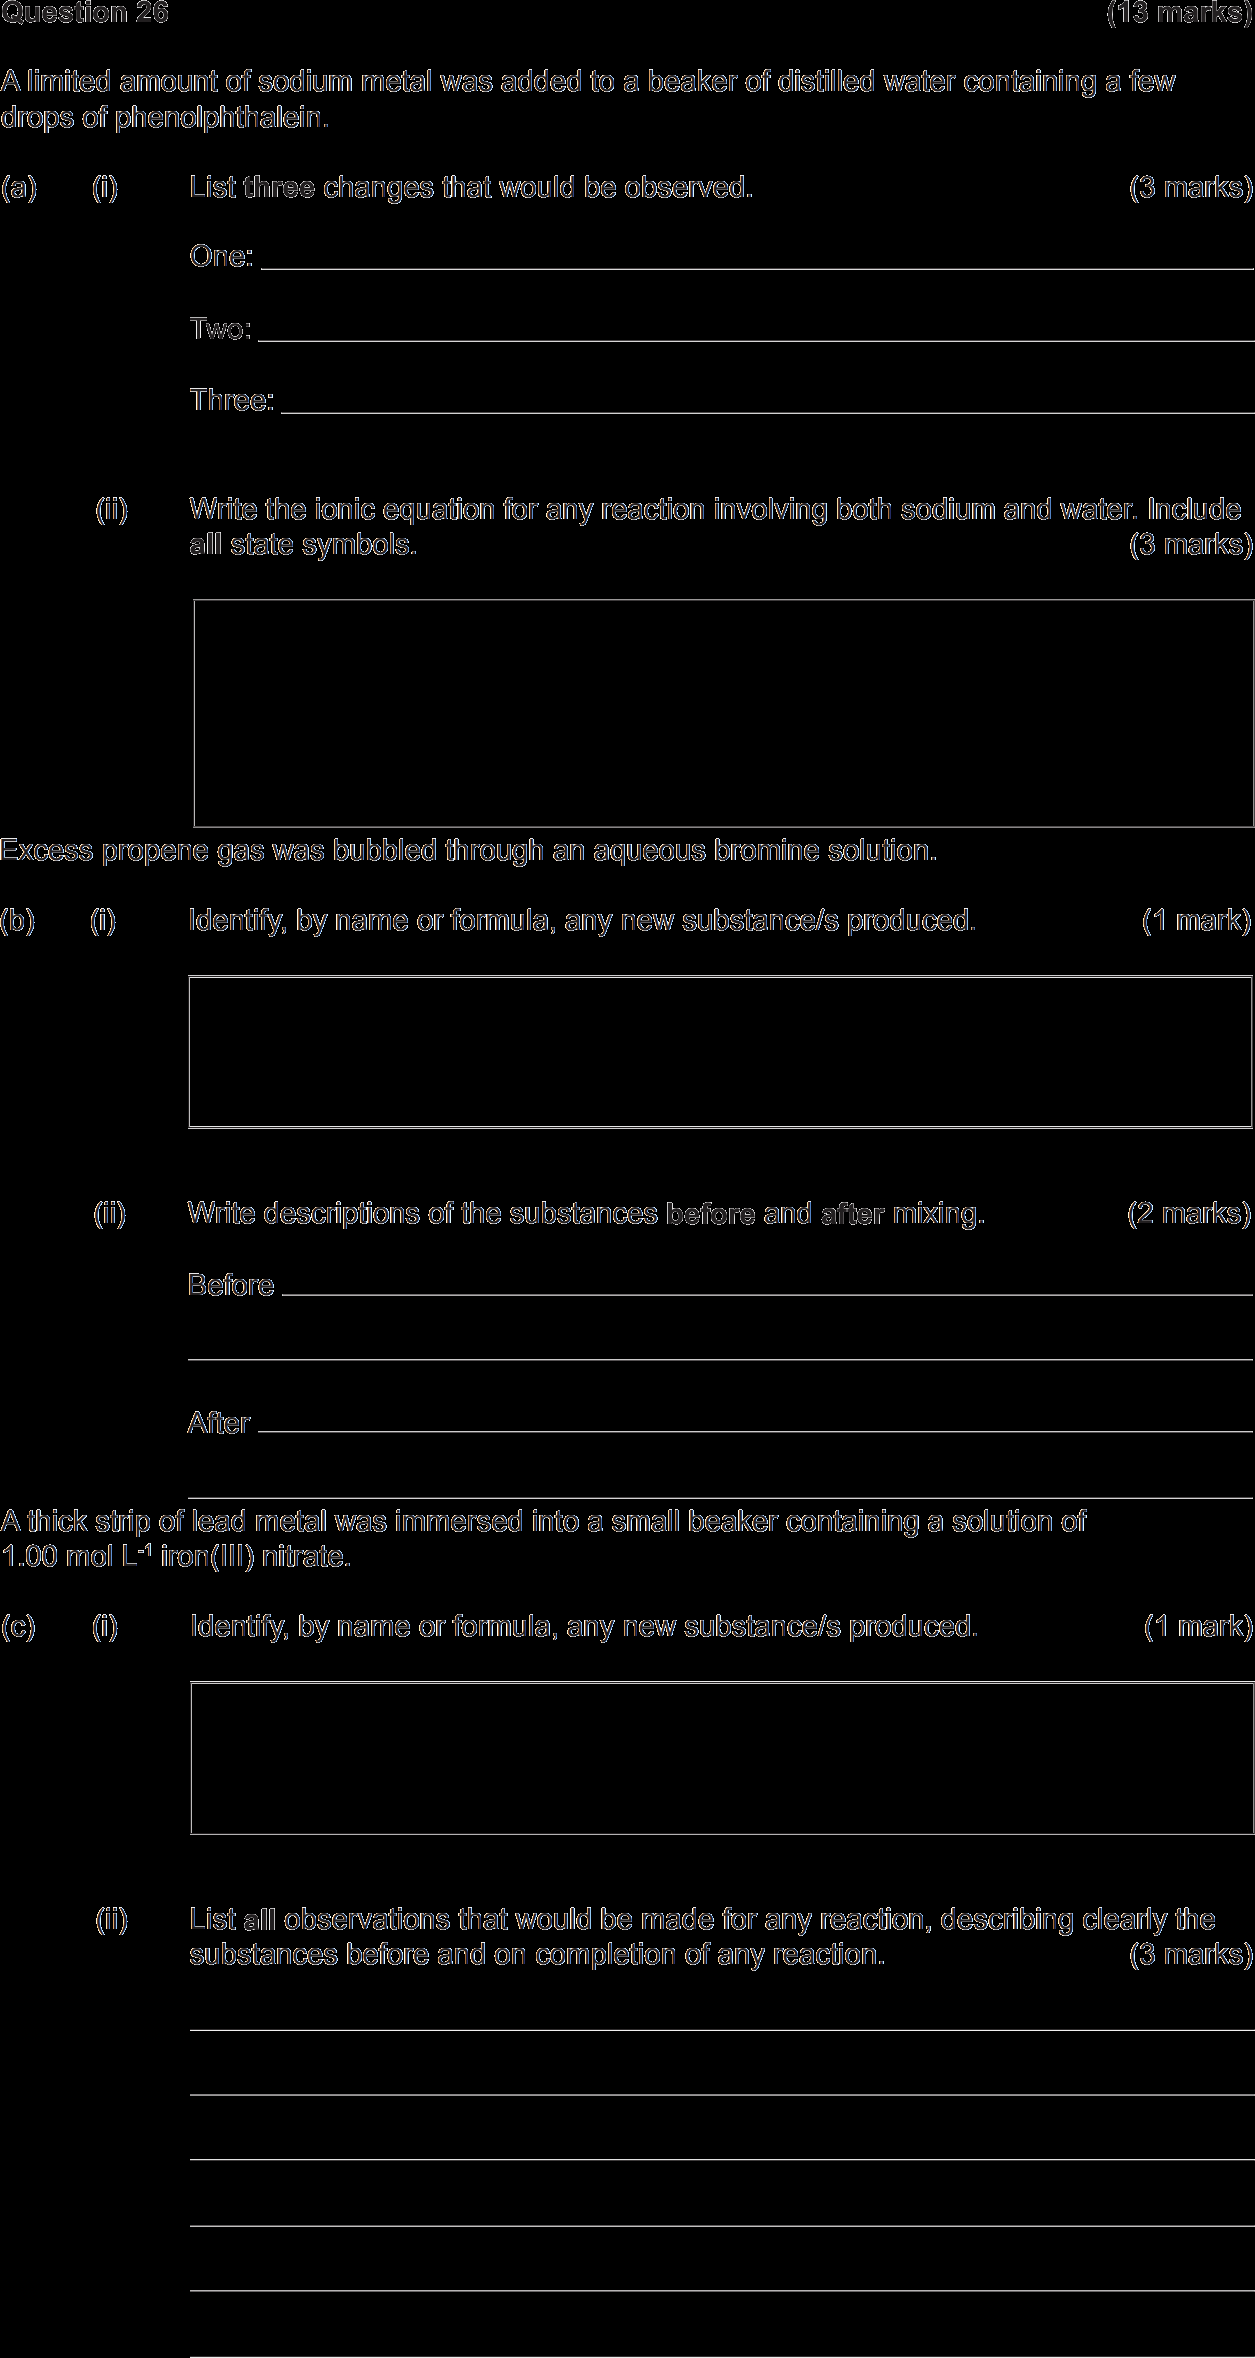 Question 26 (13 marks)
A limited amount of sodium metal was added to a beaker of distilled water containing a few
drops of phenolphthalein.
(a) (i) List three changes that would be observed. (3 marks)
One:
Two:
Three:
(ii) Write the ionic equation for any reaction involving both sodium and water. Include
all state symbols. (3 marks)
Excess propene gas was bubbled through an aqueous bromine solution.
(b) (i) Identify, by name or formula, any new substance/s produced. (1 mark)
(ii) Write descriptions of the substances before and after mixing. (2 marks)
Before
After
A thick strip of lead metal was immersed into a small beaker containing a solution of
1.00 mol L⁻¹ iron(III) nitrate.
(c) (i) Identify, by name or formula, any new substance/s produced. (1 mark)
(ii) List all observations that would be made for any reaction, describing clearly the
substances before and on completion of any reaction. (3 marks)